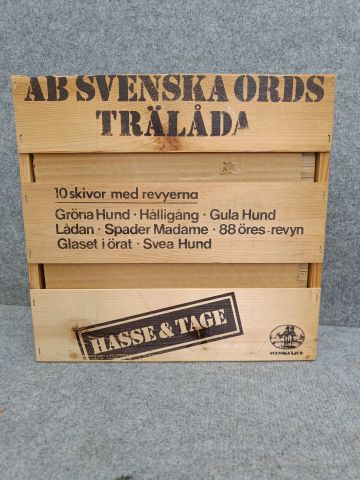 AB SVENSKA ORDS
TRÄLÅDA
10 skivor med revyerna
Gröna Hund · Hålligång · Gula Hund
Lådan · Spader Madame · 88 öres-revyn
Glaset i örat · Svea Hund
HASSE & TAGE
SVENSKA LJUD